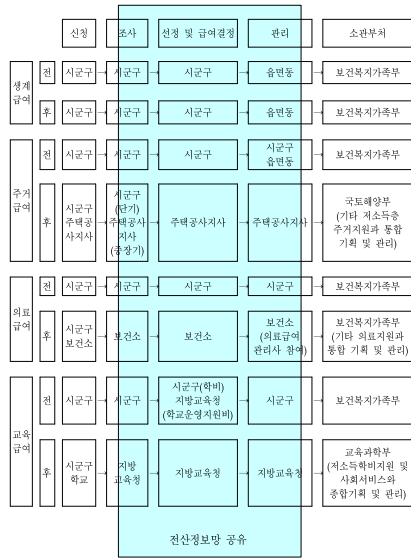 신청 조사 선정 및 급여결정 관리 소관부처
생계
급여
전 시군구 시군구 시군구 읍면동 보건복지가족부
후 시군구 시군구 시군구 읍면동 보건복지가족부
주거
급여
전 시군구 시군구 시군구 시군구
읍면동 보건복지가족부
후 시군구
주택공
사지사
시군구
(단기)
주택공사
지사
(중장기)
주택공사지사 주택공사지사
국토해양부
(기타 저소득층
주거지원과 통합
기획 및 관리)
의료
급여
전 시군구 시군구 시군구 시군구 보건복지가족부
후 시군구
보건소
보건소 보건소
보건소
(의료급여
관리사 참여)
보건복지가족부
(기타 의료지원과
통합 기획 및 관리)
교육
급여
전 시군구 시군구
시군구(학비)
지방교육청
(학교운영지원비)
시군구 보건복지가족부
후 시군구
학교
지방
교육청
지방교육청 지방교육청
교육과학부
(저소득학비지원 및
사회서비스와
종합기획 및 관리)
전산정보망 공유